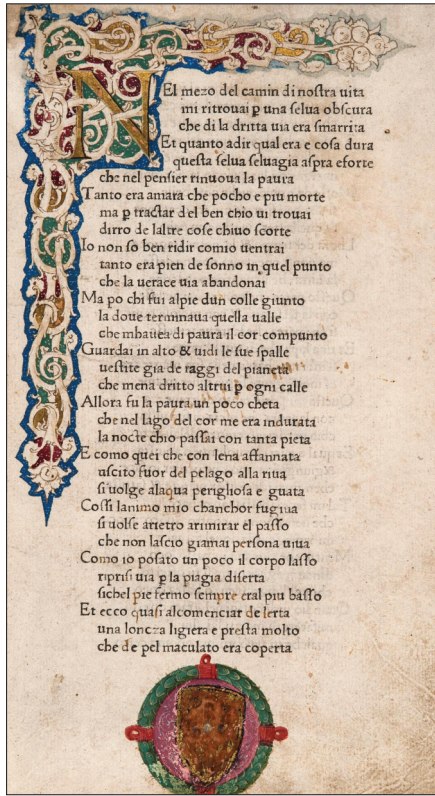 NEl mezo del camin di nostra uita
mi ritrouai ꝑ una selua obscura
che di la dritta uia era smarrita
Et quanto adir qual era e cosa dura
questa selua seluagia aspra eforte
che nel pensier rinuoua la paura
Tanto era amara che pocho e piu morte
ma ꝑ tractar del ben chio ui trouai
diro de laltre cose chiuo scorte
Io non so ben ridir comio uentrai
tanto era pien de sonno in quel punto
che la uerace uia abandonai
Ma po chi fui alpie dun colle giunto
la doue terminaua quella ualle
che mhauea di paura il cor compunto
Guardai in alto & uidi le sue spalle
uestite gia de raggi del pianeta
che mena dritto altrui ꝑ ogni calle
Allora fu la paura un poco cheta
che nel lago del cor me era indurata
la nocte chio passai con tanta pieta
E como quei che con lena affannata
uscito fuor del pelago alla riua
si uolge alaqua perigliosa e guata
Cossi lanimo mio chanchor fugiua
si uolse arietro arimirar el passo
che non lascio giamai persona uiua
Como io posato un poco il corpo lasso
riprisi uia ꝑ la piagia diserta
sichel pie fermo sempre eral piu basso
Et ecco quasi alcomenciar de lerta
una loncza ligiera e presta molto
che de pel maculato era coperta